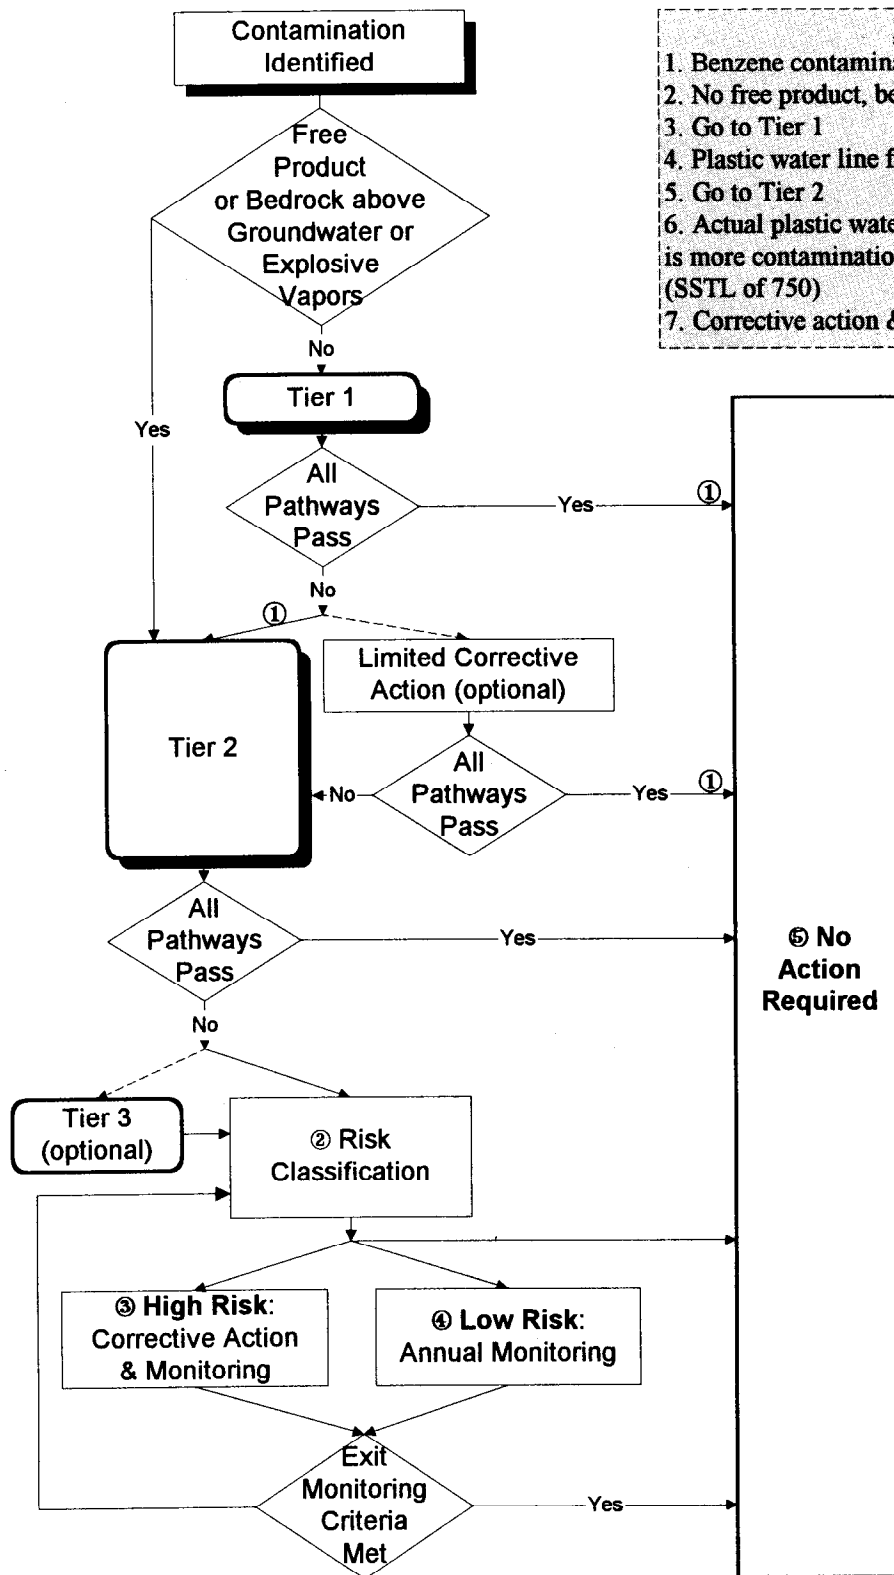 Contamination
Identified
1. Benzene
2. No free product,
3. Go to Tier 1
4. Plastic water line
5. Go to Tier 2
6. Actual plastic
is more
(SSTL of 750)
7. Corrective action
Free
Product
or Bedrock above
Groundwater or
Explosive
Vapors
No
Yes
Tier 1
All
Pathways
Pass
Yes
①
No
①
Limited Corrective
Action (optional)
Tier 2
All
Pathways
Pass
No
Yes
①
All
Pathways
Pass
Yes
No
⑤ No
Action
Required
Tier 3
(optional)
② Risk
Classification
③ High Risk:
Corrective Action
& Monitoring
④ Low Risk:
Annual Monitoring
Exit
Monitoring
Criteria
Met
Yes